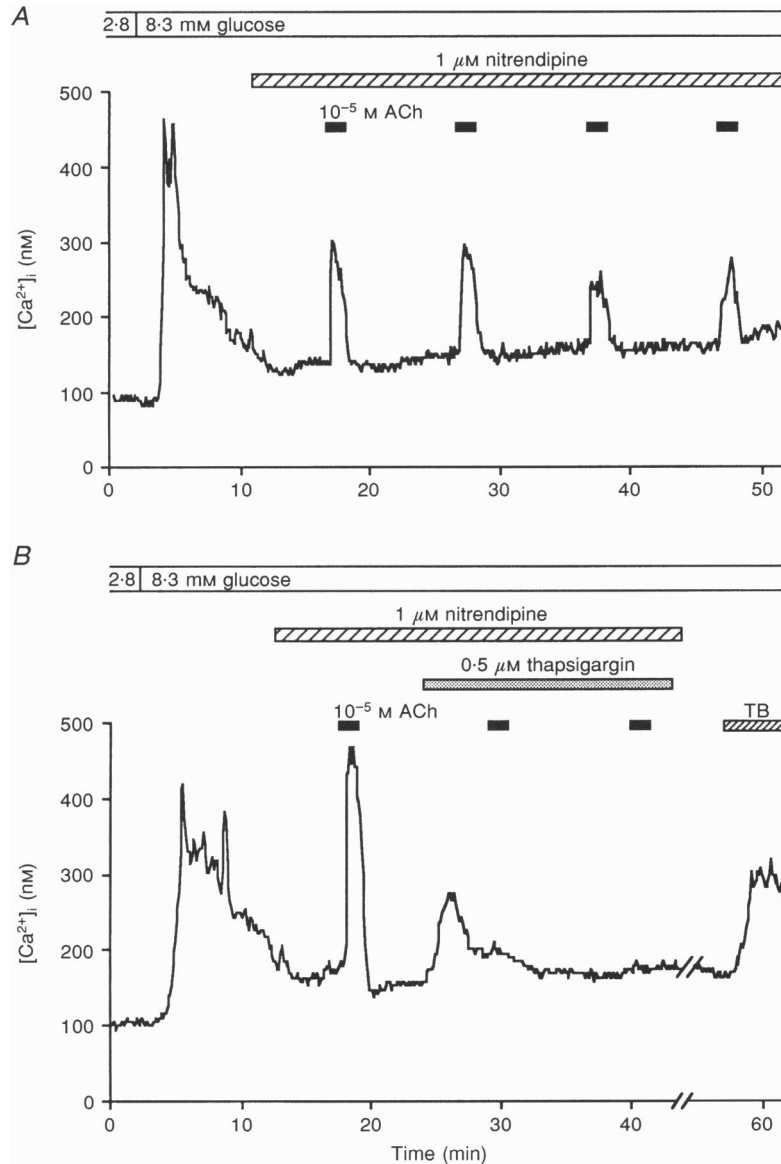 A
2·8 8·3 mM glucose
1 μM nitrendipine
10⁻⁵ M ACh
500
400
300
200
100
0
[Ca²⁺]ᵢ (nM)
0 10 20 30 40 50
B
2·8 8·3 mM glucose
1 μM nitrendipine
0·5 μM thapsigargin
10⁻⁵ M ACh
TB
500
400
300
200
100
0
[Ca²⁺]ᵢ (nM)
0 10 20 30 40 60
Time (min)